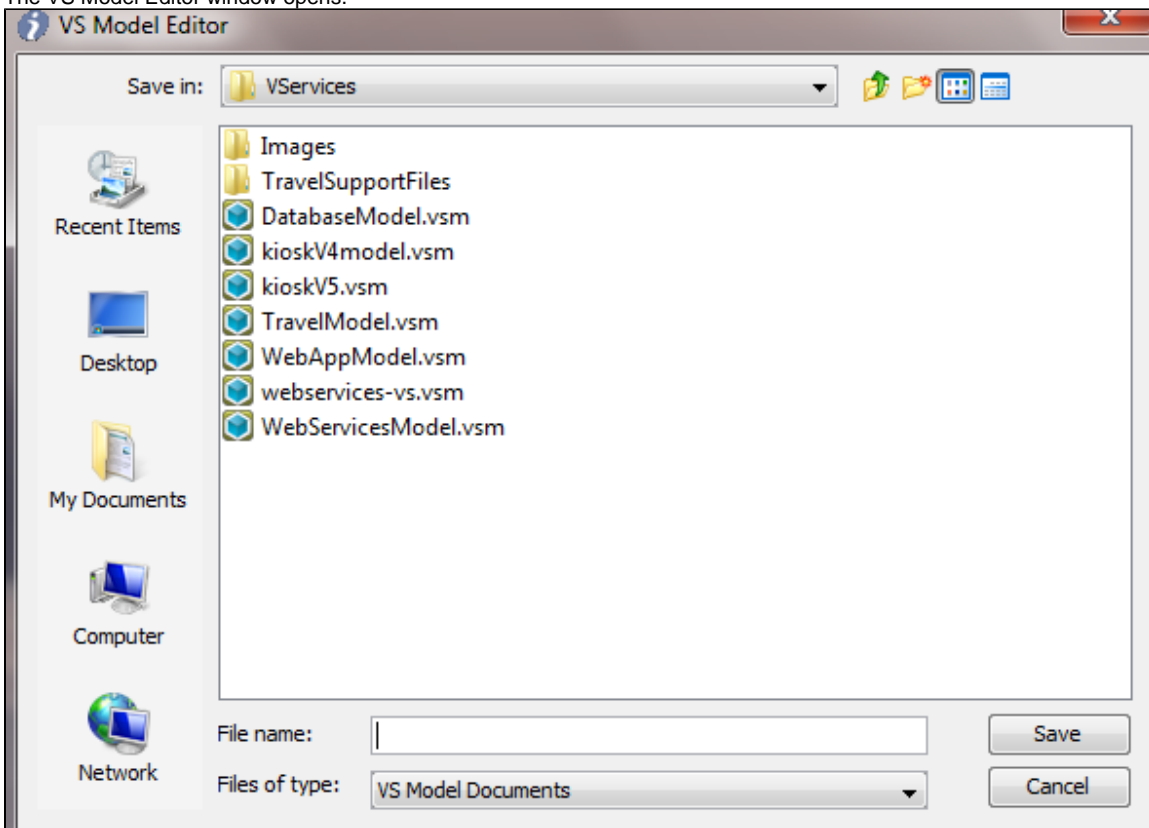 The VS Model Editor window opens.
VS Model Editor
Save in: VServices
Images
TravelSupportFiles
DatabaseModel.vsm
kioskV4model.vsm
kioskV5.vsm
TravelModel.vsm
WebAppModel.vsm
webservices-vs.vsm
WebServicesModel.vsm
Recent Items
Desktop
My Documents
Computer
Network
File name: Save
Files of type: VS Model Documents Cancel